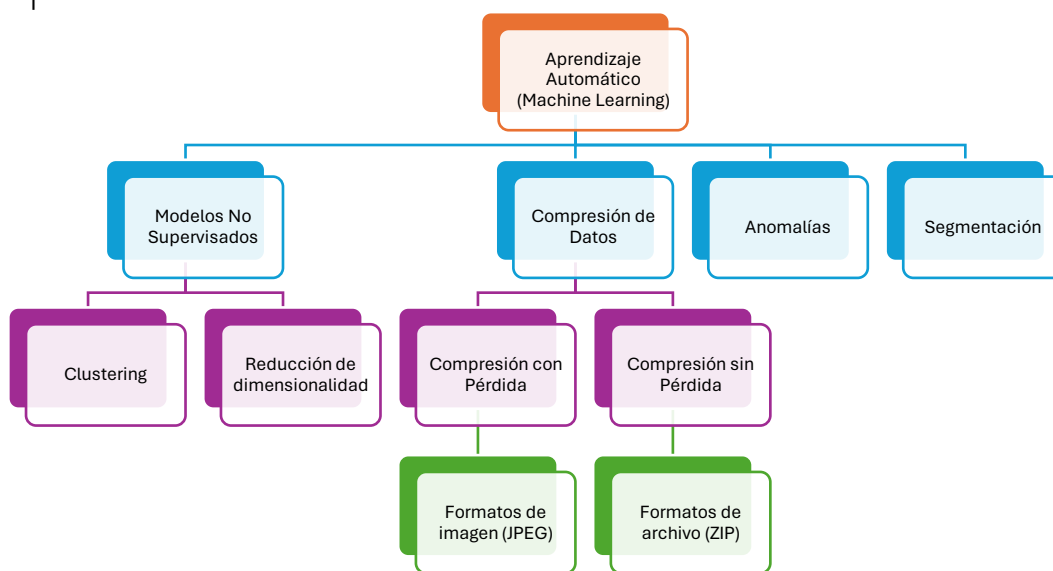 Aprendizaje
Automático
(Machine Learning)
Modelos No
Supervisados
Compresión de
Datos
Anomalías
Segmentación
Clustering
Reducción de
dimensionalidad
Compresión con
Pérdida
Compresión sin
Pérdida
Formatos de
imagen (JPEG)
Formatos de
archivo (ZIP)